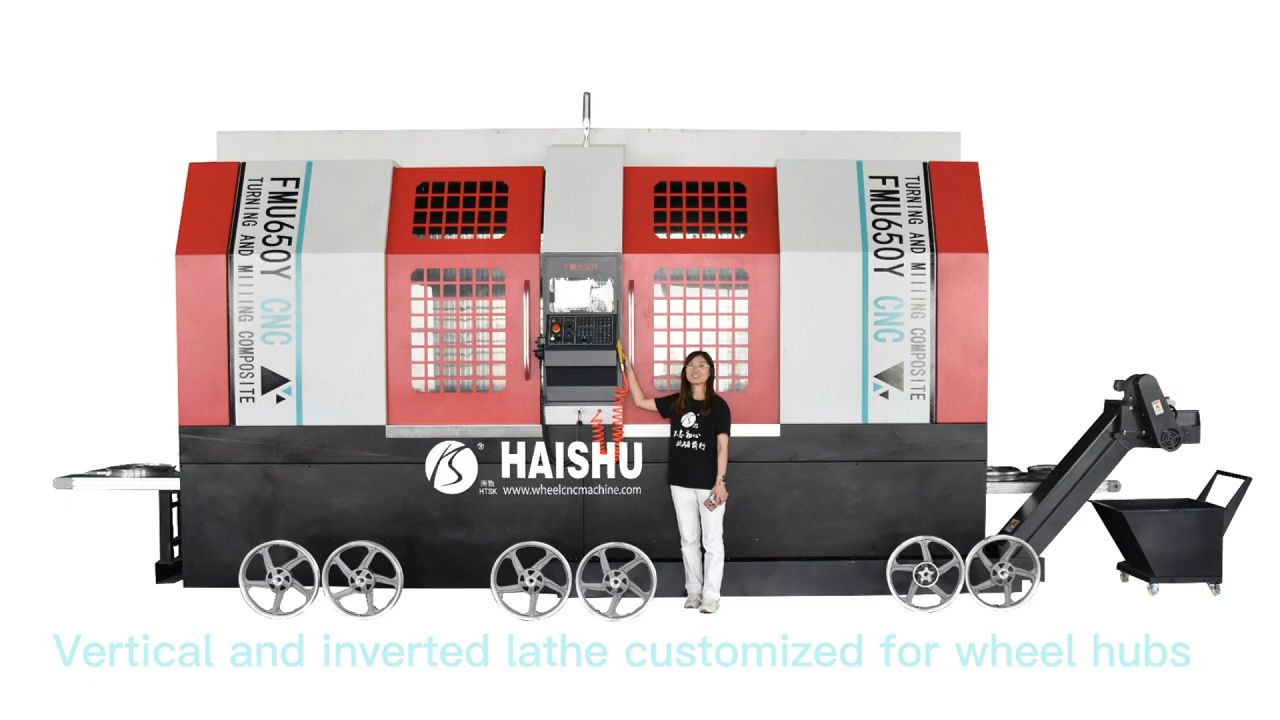 FMU650Y CNC
TURNING AND MIllING COMPOSITE
FMU650Y
FMU650Y CNC
TURNING AND MIllING COMPOSITE
HAISHU
®
HTSK
www.wheelcncmachine.com
Vertical and inverted lathe customized for wheel hubs